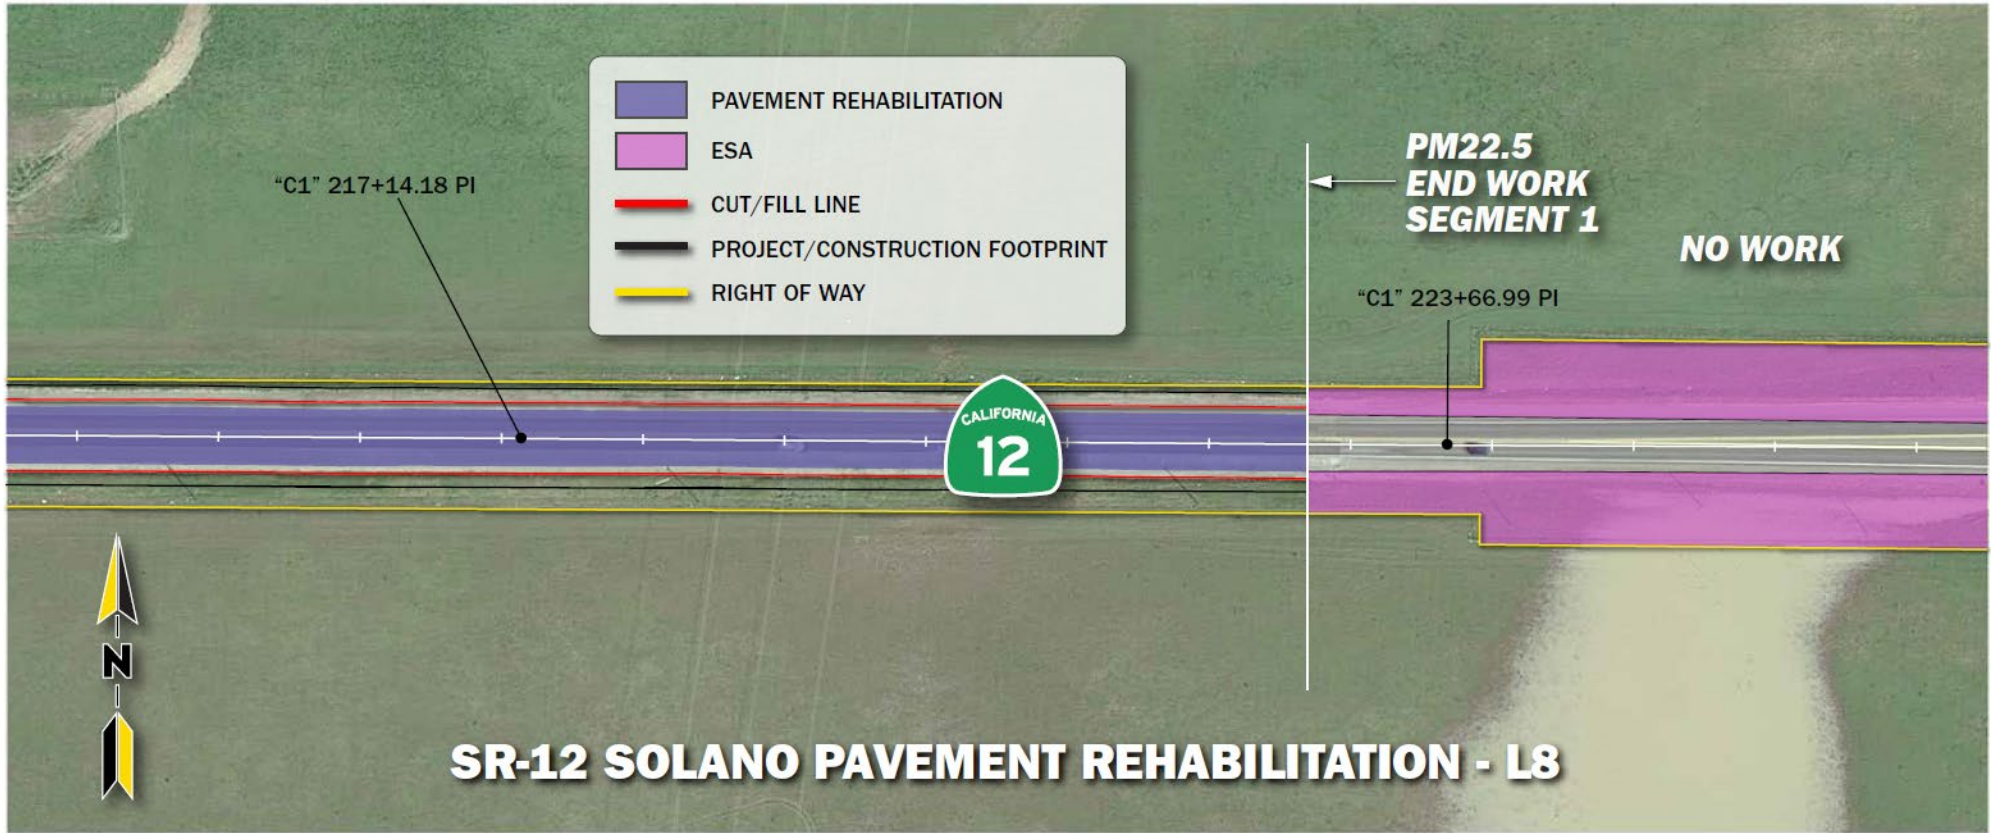 PAVEMENT REHABILITATION
ESA
CUT/FILL LINE
PROJECT/CONSTRUCTION FOOTPRINT
RIGHT OF WAY
“C1” 217+14.18 PI
PM22.5
END WORK
SEGMENT 1
NO WORK
“C1” 223+66.99 PI
CALIFORNIA
12
N
SR-12 SOLANO PAVEMENT REHABILITATION - L8